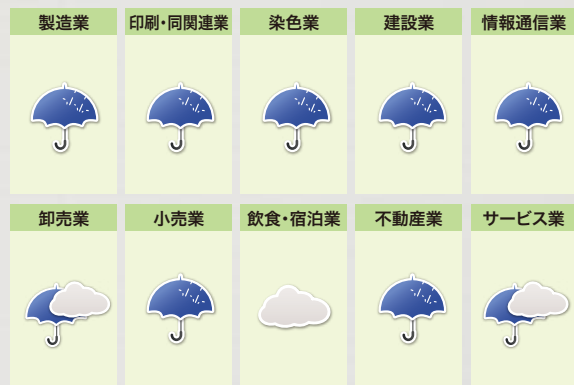 製造業
印刷・同関連業
染色業
建設業
情報通信業
卸売業
小売業
飲食・宿泊業
不動産業
サービス業